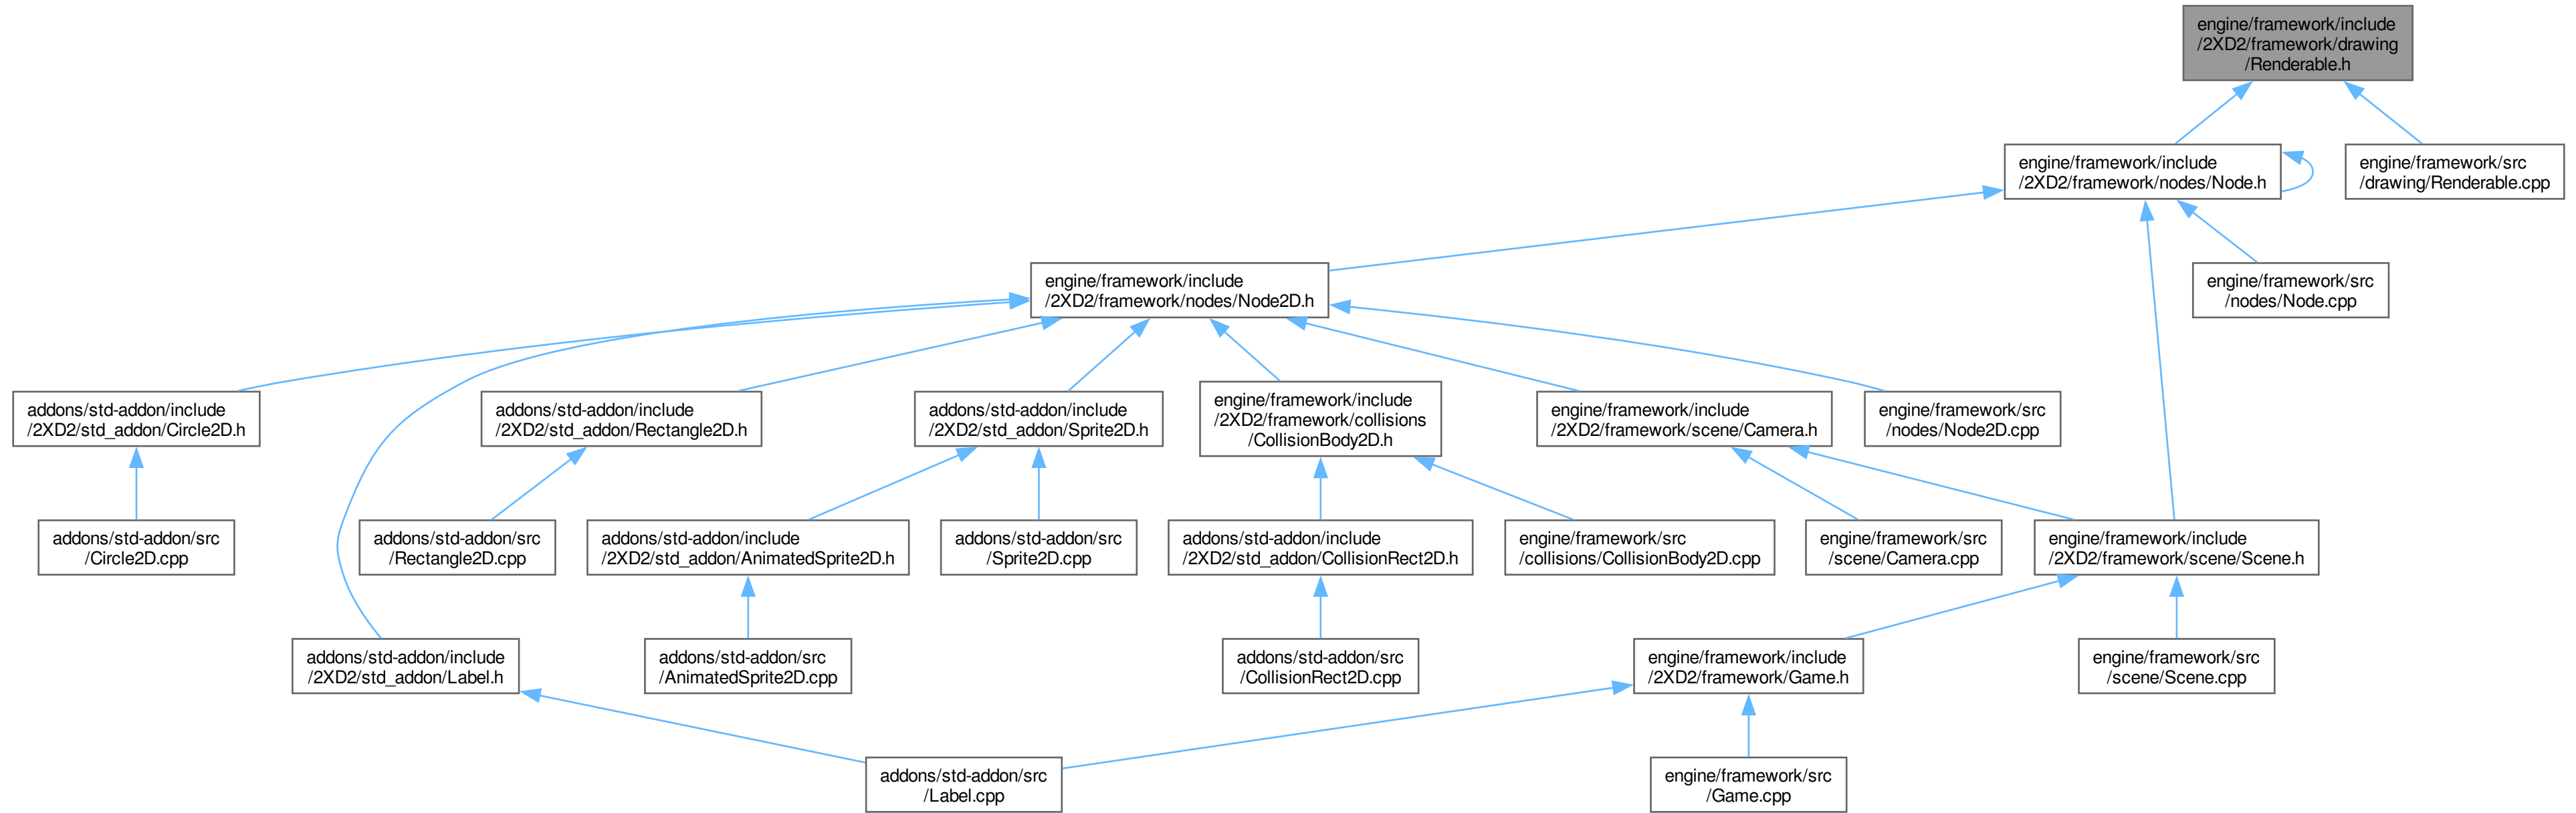 engine/framework/include
/2XD2/framework/drawing
/Renderable.h
engine/framework/include
/2XD2/framework/nodes/Node.h
engine/framework/src
/drawing/Renderable.cpp
engine/framework/include
/2XD2/framework/nodes/Node2D.h
engine/framework/src
/nodes/Node.cpp
addons/std-addon/include
/2XD2/std_addon/Circle2D.h
addons/std-addon/include
/2XD2/std_addon/Rectangle2D.h
addons/std-addon/include
/2XD2/std_addon/Sprite2D.h
engine/framework/include
/2XD2/framework/collisions
/CollisionBody2D.h
engine/framework/include
/2XD2/framework/scene/Camera.h
engine/framework/src
/nodes/Node2D.cpp
addons/std-addon/src
/Circle2D.cpp
addons/std-addon/src
/Rectangle2D.cpp
addons/std-addon/include
/2XD2/std_addon/AnimatedSprite2D.h
addons/std-addon/src
/Sprite2D.cpp
addons/std-addon/include
/2XD2/std_addon/CollisionRect2D.h
engine/framework/src
/collisions/CollisionBody2D.cpp
engine/framework/src
/scene/Camera.cpp
engine/framework/include
/2XD2/framework/scene/Scene.h
addons/std-addon/include
/2XD2/std_addon/Label.h
addons/std-addon/src
/AnimatedSprite2D.cpp
addons/std-addon/src
/CollisionRect2D.cpp
engine/framework/include
/2XD2/framework/Game.h
engine/framework/src
/scene/Scene.cpp
addons/std-addon/src
/Label.cpp
engine/framework/src
/Game.cpp